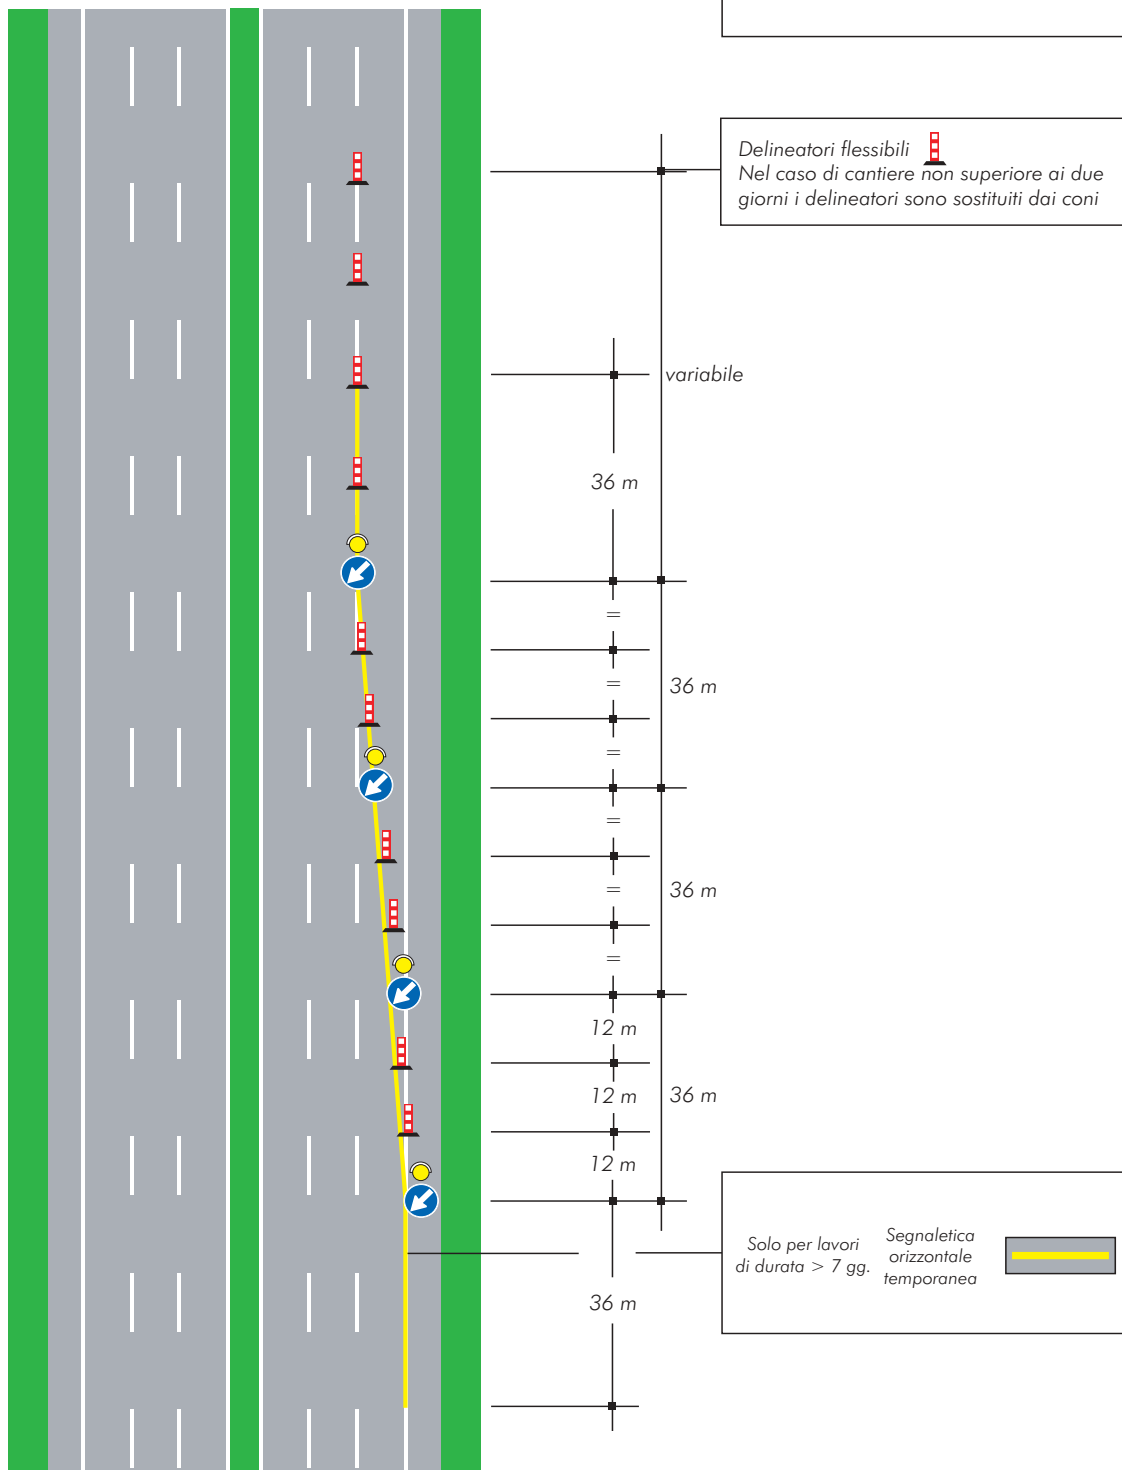 Delineatori flessibili
Nel caso di cantiere non superiore ai due
giorni i delineatori sono sostituiti dai coni
variabile
36 m
=
=
36 m
=
=
=
36 m
=
12 m
12 m
36 m
12 m
Solo per lavori
di durata > 7 gg.
Segnaletica
orizzontale
temporanea
36 m